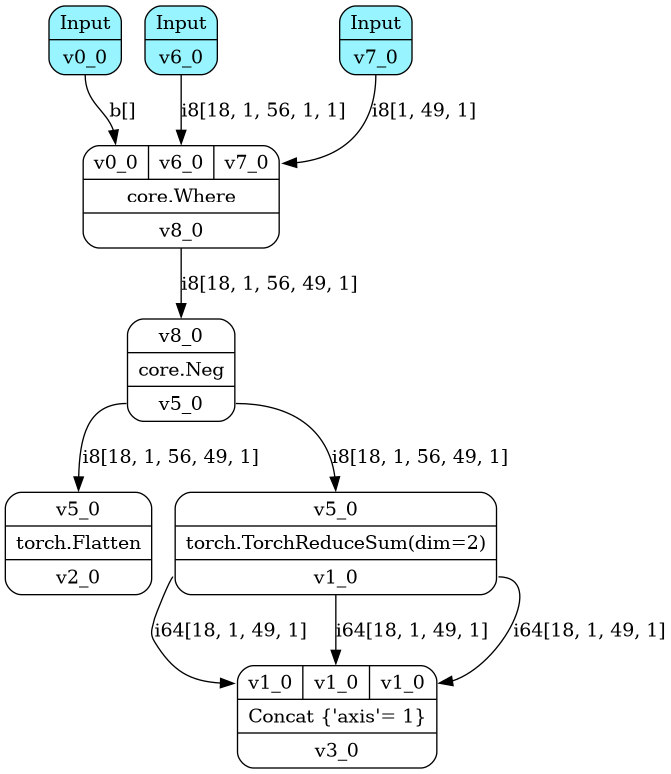 Input
v0_0
Input
v6_0
Input
v7_0
b[]
i8[18, 1, 56, 1, 1]
i8[1, 49, 1]
v0_0
v6_0
v7_0
core.Where
v8_0
i8[18, 1, 56, 49, 1]
v8_0
core.Neg
v5_0
i8[18, 1, 56, 49, 1]
i8[18, 1, 56, 49, 1]
v5_0
torch.Flatten
v2_0
v5_0
torch.TorchReduceSum(dim=2)
v1_0
i64[18, 1, 49, 1]
i64[18, 1, 49, 1]
i64[18, 1, 49, 1]
v1_0
v1_0
v1_0
Concat {'axis'= 1}
v3_0